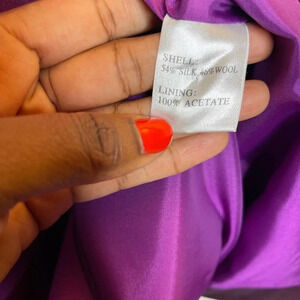 SHELL:
54% SILK 46% WOOL
LINING:
100% ACETATE